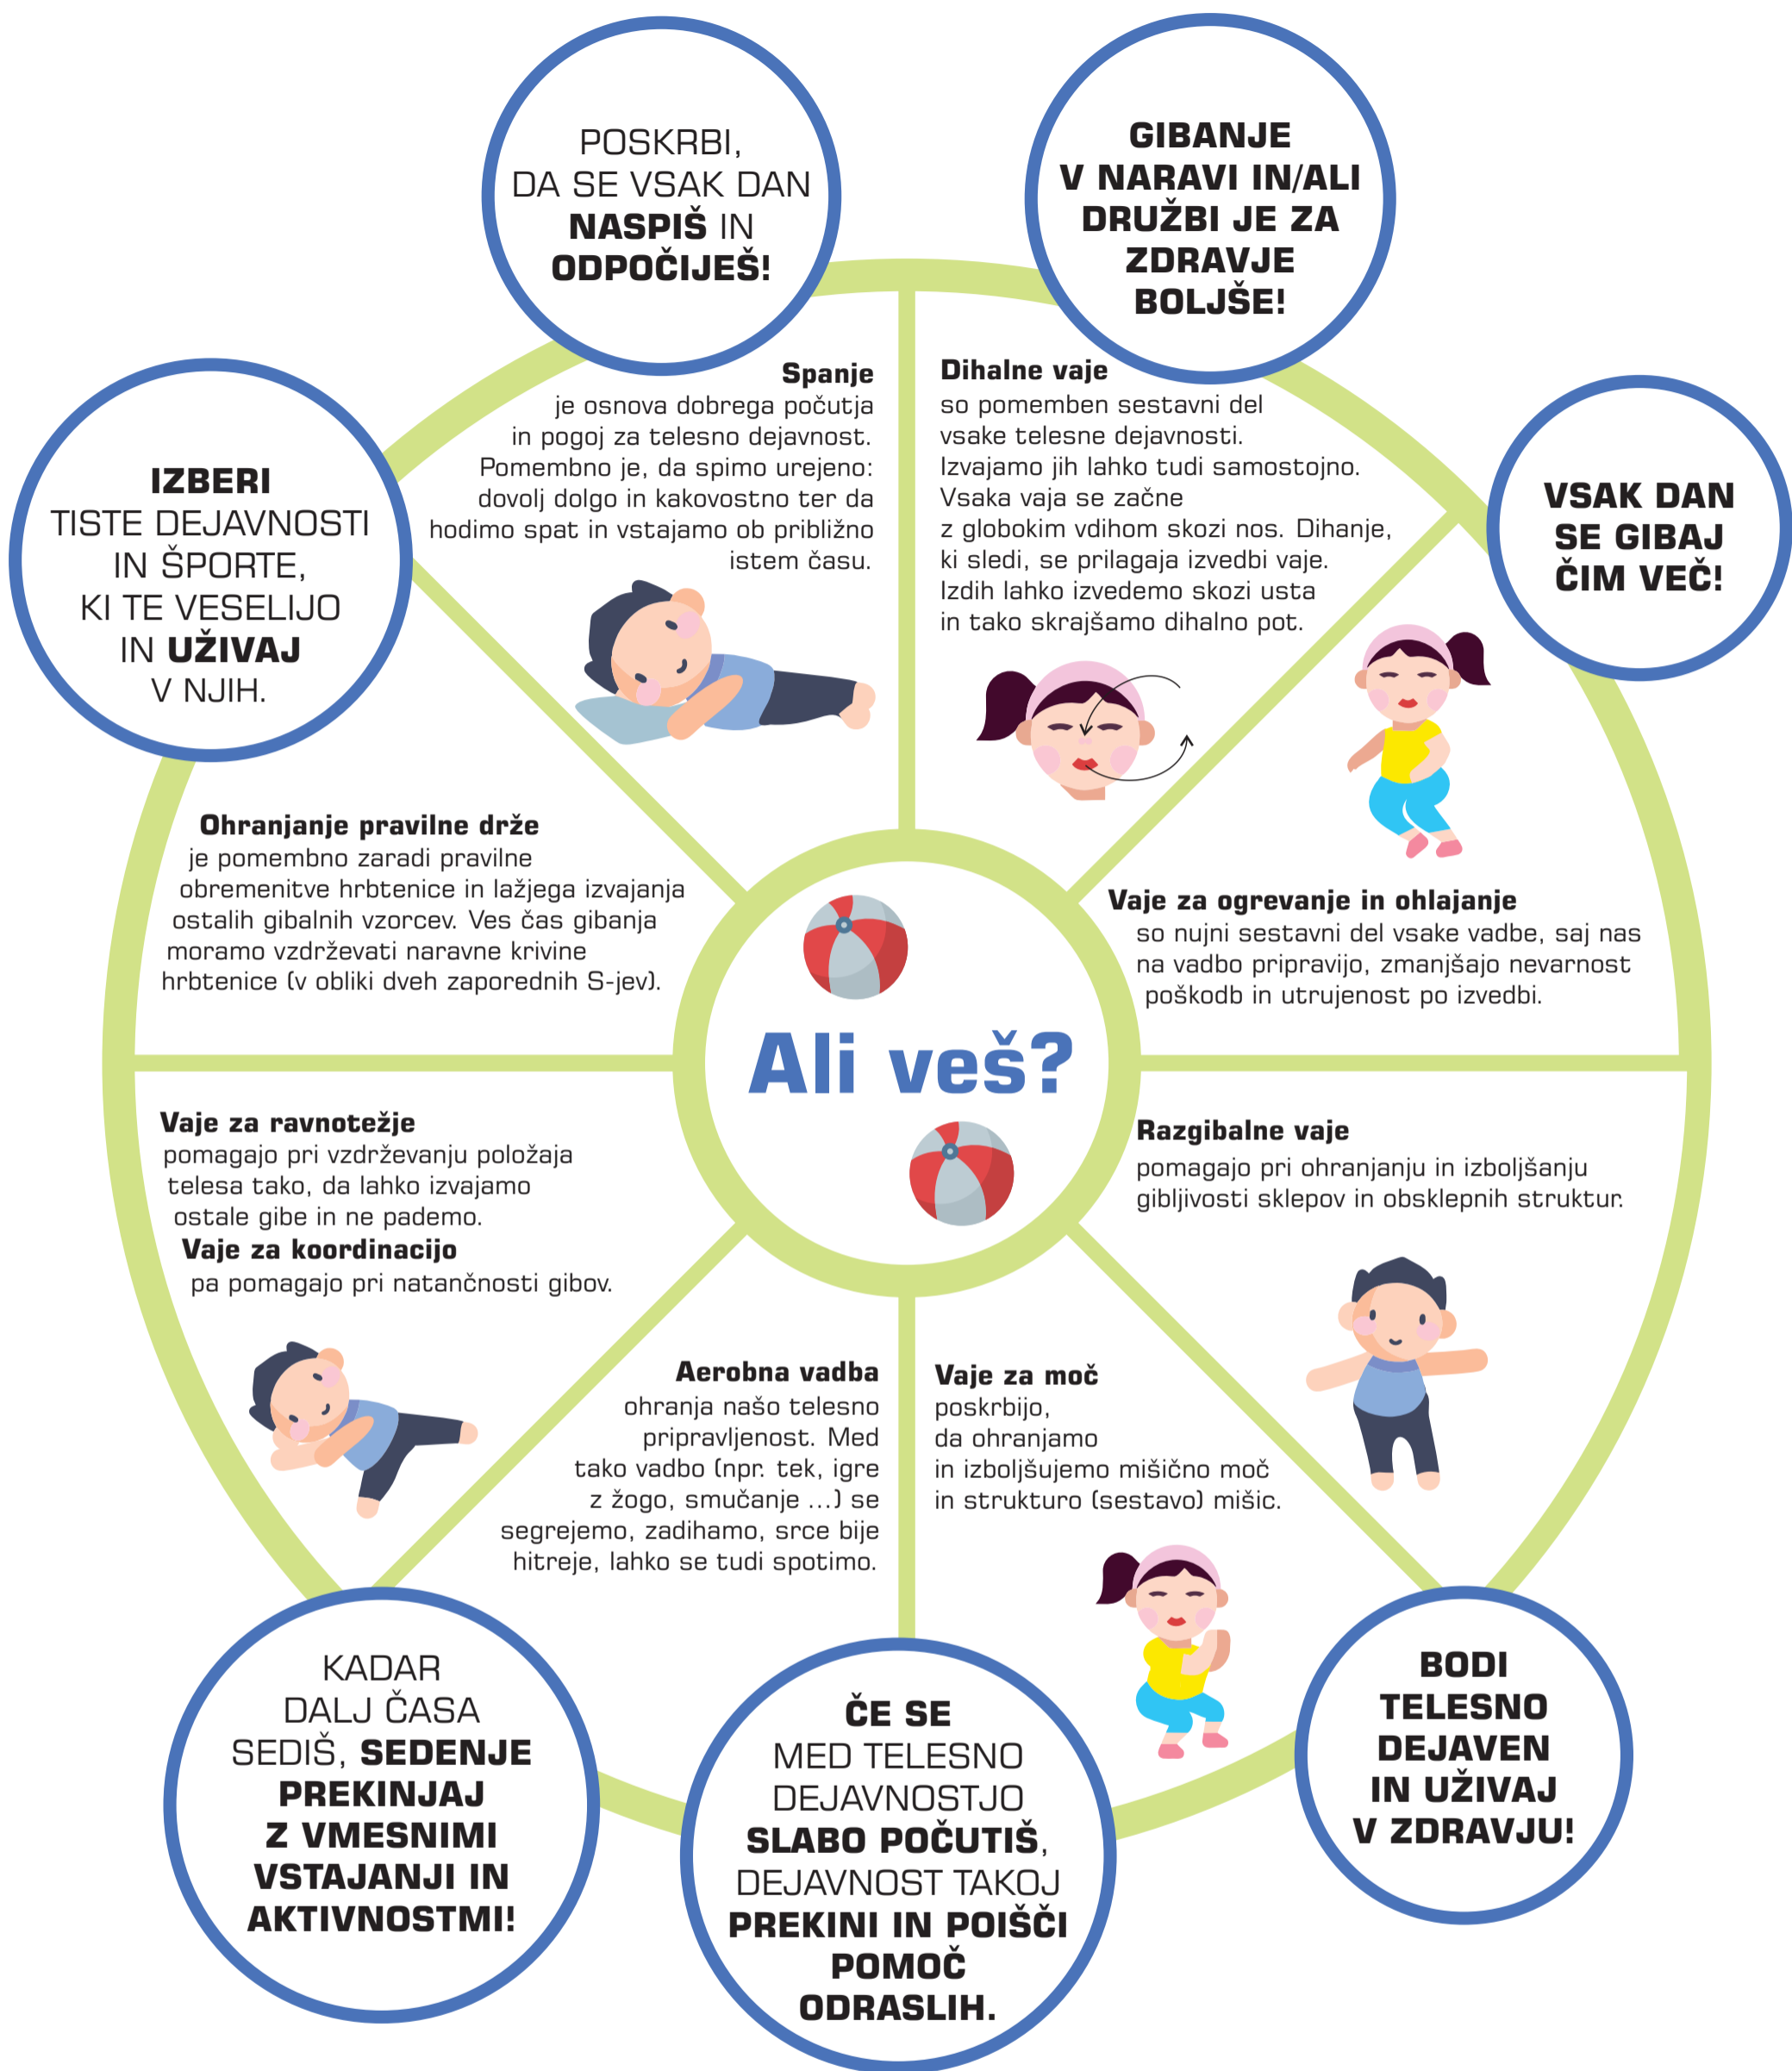 POSKRBI,
DA SE VSAK DAN
NASPIŠ IN
ODPOČIJEŠ!
GIBANJE
V NARAVI IN/ALI
DRUŽBI JE ZA
ZDRAVJE
BOLJŠE!
IZBERI
TISTE DEJAVNOSTI
IN ŠPORTE,
KI TE VESELIJO
IN UŽIVAJ
V NJIH.
Spanje
je osnova dobrega počutja
in pogoj za telesno dejavnost.
Pomembno je, da spimo urejeno:
dovolj dolgo in kakovostno ter da
hodimo spat in vstajamo ob približno
istem času.
Dihalne vaje
so pomemben sestavni del
vsake telesne dejavnosti.
Izvajamo jih lahko tudi samostojno.
Vsaka vaja se začne
z globokim vdihom skozi nos. Dihanje,
ki sledi, se prilagaja izvedbi vaje.
Izdih lahko izvedemo skozi usta
in tako skrajšamo dihalno pot.
VSAK DAN
SE GIBAJ
ČIM VEČ!
Ohranjanje pravilne drže
je pomembno zaradi pravilne
obremenitve hrbtenice in lažjega izvajanja
ostalih gibalnih vzorcev. Ves čas gibanja
moramo vzdrževati naravne krivine
hrbtenice (v obliki dveh zaporednih S-jev).
Vaje za ogrevanje in ohlajanje
so nujni sestavni del vsake vadbe, saj nas
na vadbo pripravijo, zmanjšajo nevarnost
poškodb in utrujenost po izvedbi.
Ali veš?
Vaje za ravnotežje
pomagajo pri vzdrževanju položaja
telesa tako, da lahko izvajamo
ostale gibe in ne pademo.
Vaje za koordinacijo
pa pomagajo pri natančnosti gibov.
Razgibalne vaje
pomagajo pri ohranjanju in izboljšanju
gibljivosti sklepov in obsklepnih struktur.
Aerobna vadba
ohranja našo telesno
pripravljenost. Med
tako vadbo (npr. tek, igre
z žogo, smučanje ...) se
segrejemo, zadihamo, srce bije
hitreje, lahko se tudi spotimo.
Vaje za moč
poskrbijo,
da ohranjamo
in izboljšujemo mišično moč
in strukturo (sestavo) mišic.
KADAR
DALJ ČASA
SEDIŠ, SEDENJE
PREKINJAJ
Z VMESNIMI
VSTAJANJI IN
AKTIVNOSTMI!
ČE SE
MED TELESNO
DEJAVNOSTJO
SLABO POČUTIŠ,
DEJAVNOST TAKOJ
PREKINI IN POIŠČI
POMOČ
ODRASLIH.
BODI
TELESNO
DEJAVEN
IN UŽIVAJ
V ZDRAVJU!